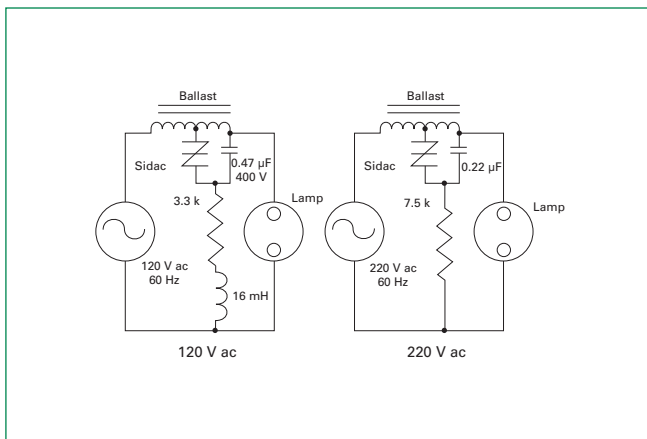 Ballast
Sidac
0.47 µF
400 V
3.3 k
Lamp
120 V ac
60 Hz
16 mH
120 V ac
Ballast
Sidac
0.22 µF
7.5 k
Lamp
220 V ac
60 Hz
220 V ac